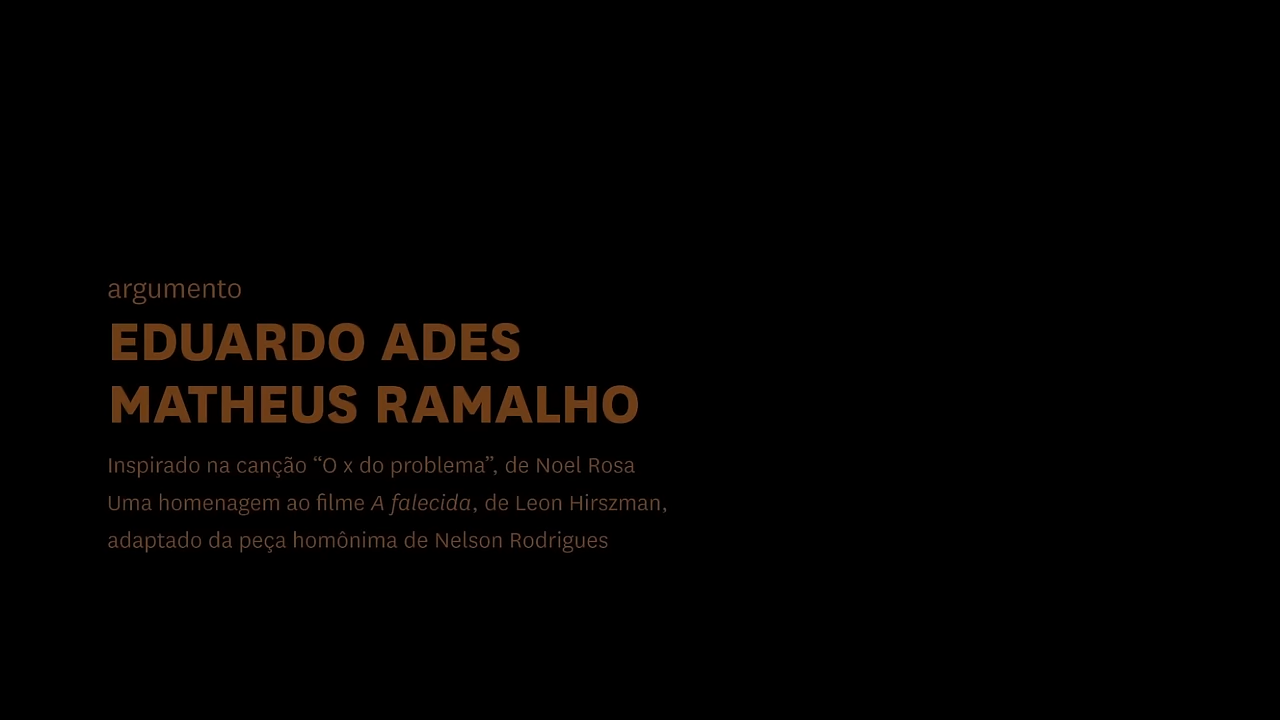 argumento
EDUARDO ADES
MATHEUS RAMALHO
Inspirado na canção “O x do problema”, de Noel Rosa
Uma homenagem ao filme A falecida, de Leon Hirszman,
adaptado da peça homônima de Nelson Rodrigues